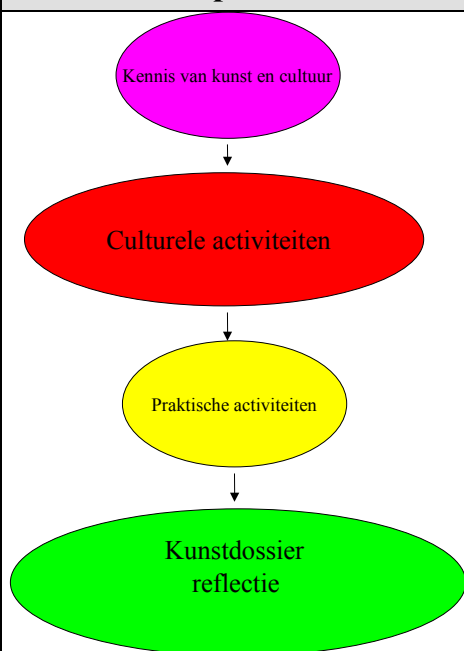 Kennis van kunst en cultuur
Culturele activiteiten
Praktische activiteiten
Kunstdossier
reflectie